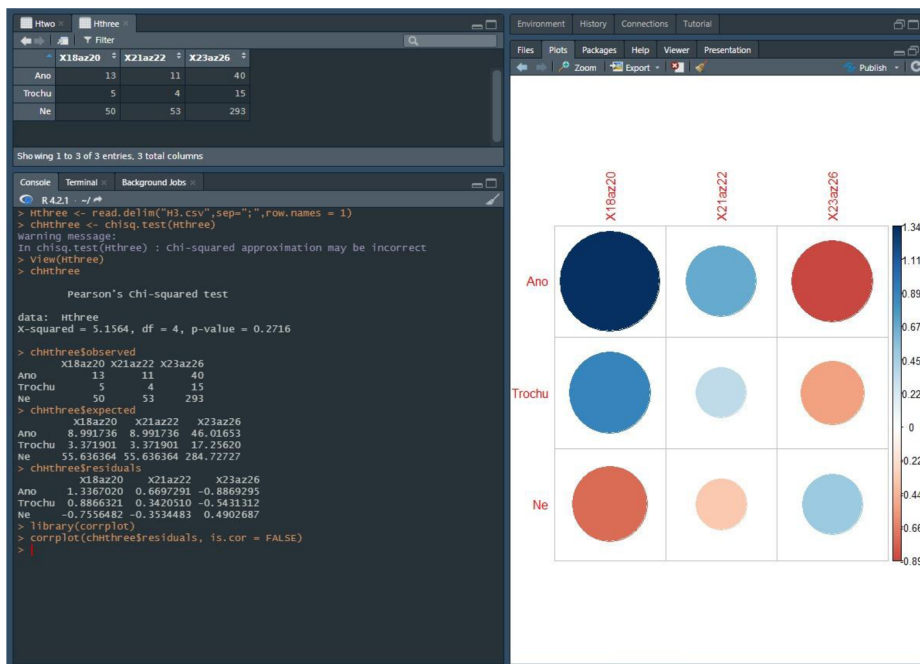 Htwo
Hthree
Filter
X18az20 X21az22 X23az26
Ano 13 11 40
Trochu 5 4 15
Ne 50 53 293
Showing 1 to 3 of 3 entries, 3 total columns
Console Terminal Background Jobs
R 4.2.1 · ~/
> Hthree <- read.delim("H3.csv",sep=";",row.names = 1)
> chHthree <- chisq.test(Hthree)
Warning message:
In chisq.test(Hthree) : Chi-squared approximation may be incorrect
> View(Hthree)
> chHthree
Pearson's Chi-squared test
data: Hthree
X-squared = 5.1564, df = 4, p-value = 0.2716
> chHthree$observed
X18az20 X21az22 X23az26
Ano 13 11 40
Trochu 5 4 15
Ne 50 53 293
> chHthree$expected
X18az20 X21az22 X23az26
Ano 8.991736 8.991736 46.01653
Trochu 3.371901 3.371901 17.25620
Ne 55.636364 55.636364 284.72727
> chHthree$residuals
X18az20 X21az22 X23az26
Ano 1.3367020 0.6697291 -0.8869295
Trochu 0.8866321 0.3420510 -0.5431312
Ne -0.7556482 -0.3534483 0.4902687
> library(corrplot)
> corrplot(chHthree$residuals, is.cor = FALSE)
>
Environment History Connections Tutorial
Files Plots Packages Help Viewer Presentation
Zoom Export Publish
X18az20
X21az22
X23az26
Ano
Trochu
Ne
1.34
1.11
0.89
0.67
0.45
0.22
0
-0.22
-0.44
-0.66
-0.89